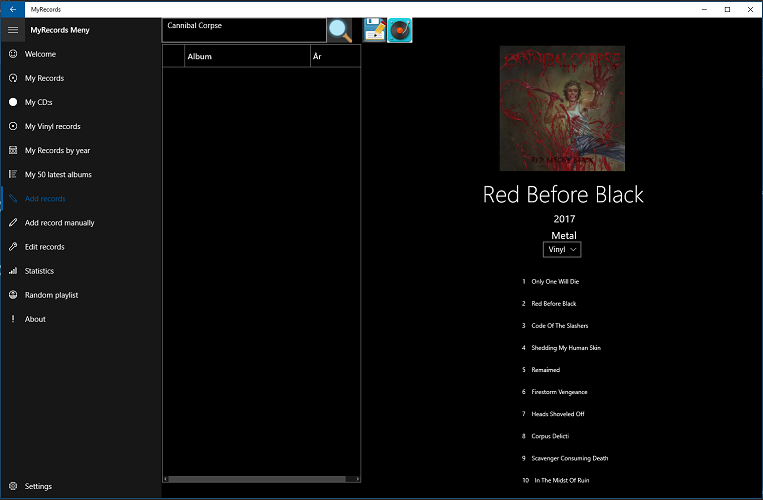 MyRecords
MyRecords Meny
Welcome
My Records
My CD:s
My Vinyl records
My Records by year
My 50 latest albums
Add records
Add record manually
Edit records
Statistics
Random playlist
About
Settings
Cannibal Corpse
Album År
RED BEFORE BLACK
Red Before Black
2017
Metal
Vinyl
1 Only One Will Die
2 Red Before Black
3 Code Of The Slashers
4 Shedding My Human Skin
5 Remaimed
6 Firestorm Vengeance
7 Heads Shoveled Off
8 Corpus Delicti
9 Scavenger Consuming Death
10 In The Midst Of Ruin